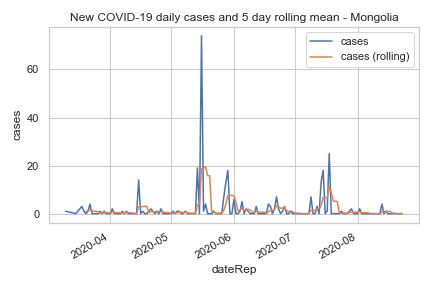 New COVID-19 daily cases and 5 day rolling mean - Mongolia
cases
cases (rolling)
cases
60
40
20
0
2020-04
2020-05
2020-06
2020-07
2020-08
dateRep